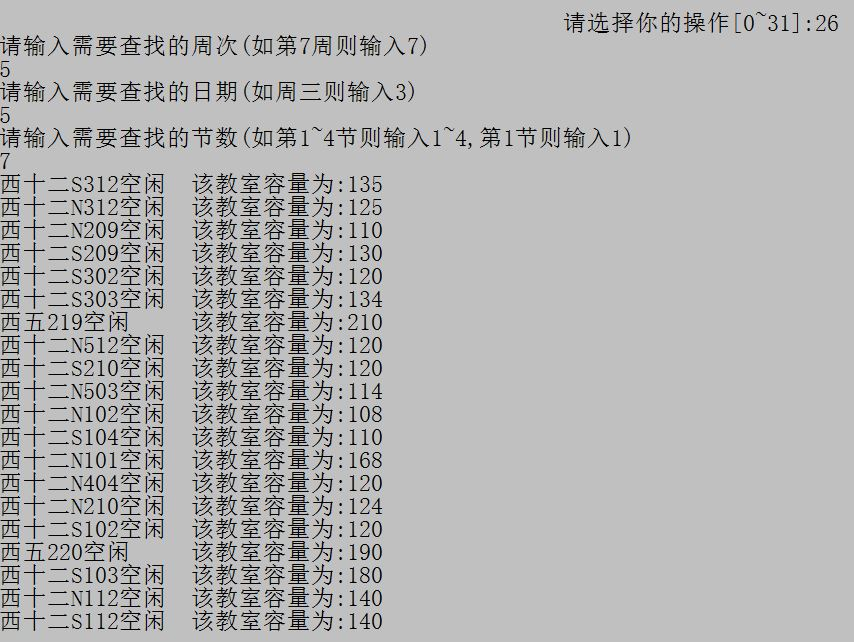 请选择你的操作[0~31]:26
请输入需要查找的周次(如第7周则输入7)
5
请输入需要查找的日期(如周三则输入3)
5
请输入需要查找的节数(如第1~4节则输入1~4,第1节则输入1)
7
西十二S312空闲 该教室容量为:135
西十二N312空闲 该教室容量为:125
西十二N209空闲 该教室容量为:110
西十二S209空闲 该教室容量为:130
西十二S302空闲 该教室容量为:120
西十二S303空闲 该教室容量为:134
西五219空闲 该教室容量为:210
西十二N512空闲 该教室容量为:120
西十二S210空闲 该教室容量为:120
西十二N503空闲 该教室容量为:114
西十二N102空闲 该教室容量为:108
西十二S104空闲 该教室容量为:110
西十二N101空闲 该教室容量为:168
西十二N404空闲 该教室容量为:120
西十二N210空闲 该教室容量为:124
西十二S102空闲 该教室容量为:120
西五220空闲 该教室容量为:190
西十二S103空闲 该教室容量为:180
西十二N112空闲 该教室容量为:140
西十二S112空闲 该教室容量为:140